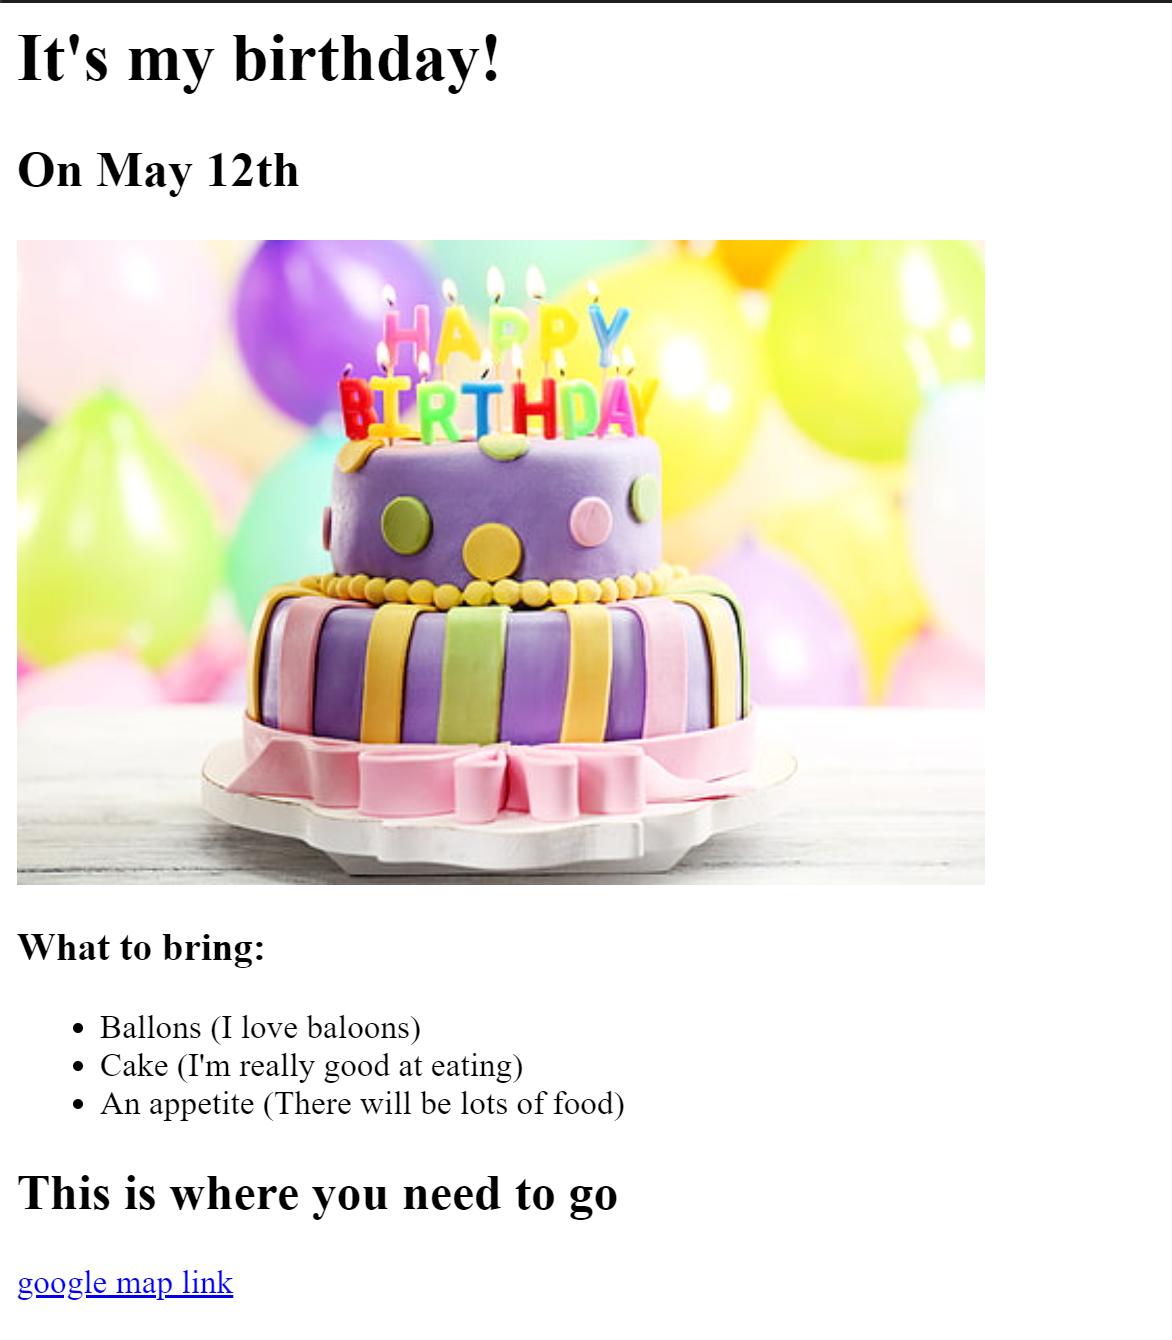 It's my birthday!
On May 12th
HAPPY
BIRTHDAY
What to bring:
Ballons (I love baloons)
Cake (I'm really good at eating)
An appetite (There will be lots of food)
This is where you need to go
google map link